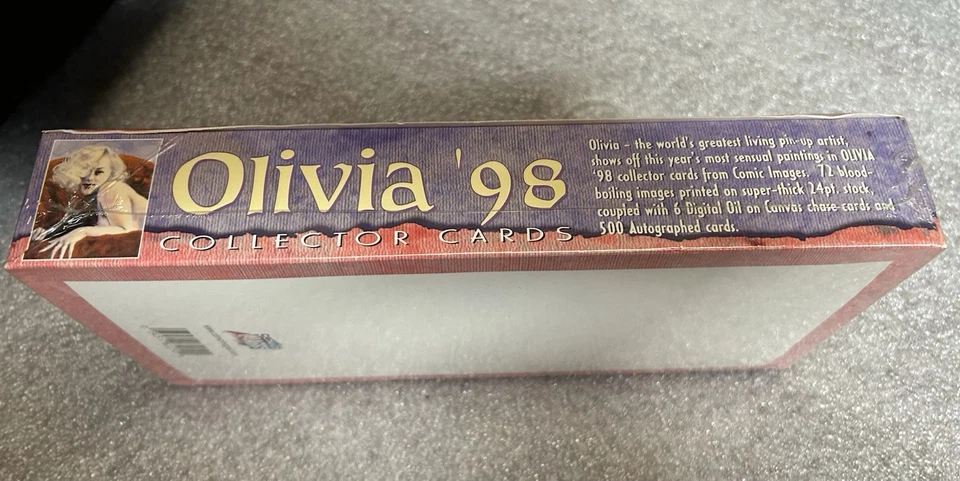 Olivia '98
COLLECTOR CARDS
Olivia – the world's greatest living pin-up artist,
shows off this year's most sensual paintings in OLIVIA
'98 collector cards from Comic Images. 72 blood-
boiling images printed on super-thick 24pt. stock,
coupled with 6 Digital Oil on Canvas chase cards and
500 Autographed cards.